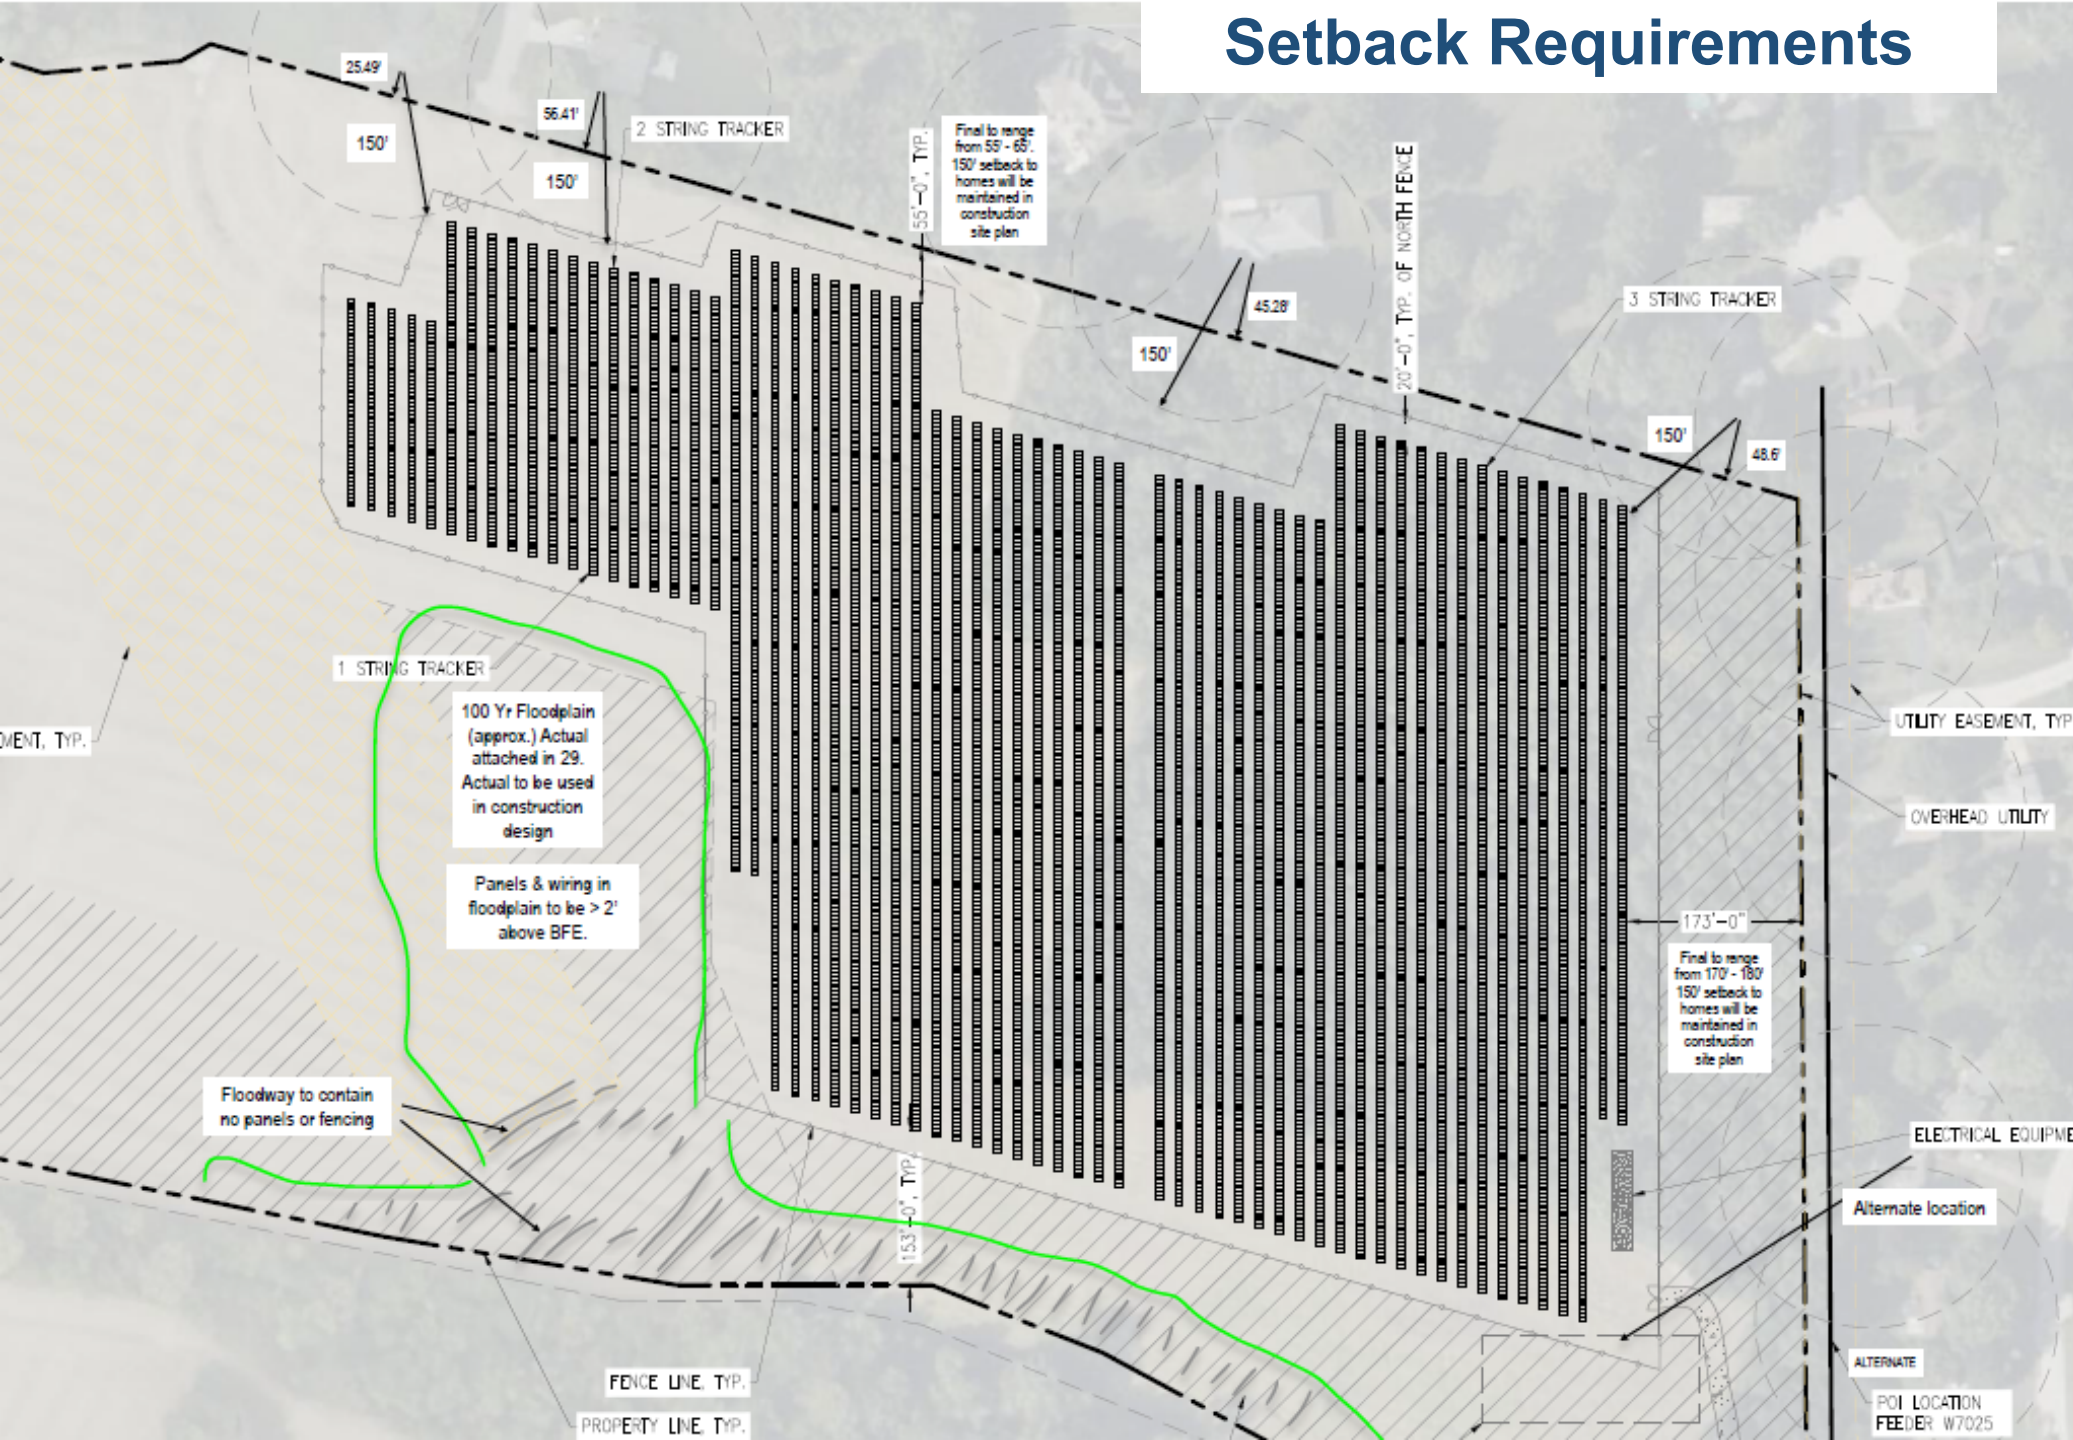 Setback Requirements
25.49'
150'
56.41'
150'
2 STRING TRACKER
55'-0", TYP.
Final to range
from 55' - 65'.
150' setback to
homes will be
maintained in
construction
site plan
20'-0", TYP. OF NORTH FENCE
45.28'
150'
3 STRING TRACKER
150'
48.6'
1 STRING TRACKER
100 Yr Floodplain
(approx.) Actual
attached in 29.
Actual to be used
in construction
design
Panels & wiring in
floodplain to be > 2'
above BFE.
TYP.
UTILITY EASEMENT, TYP
OVERHEAD UTILITY
173'-0"
Final to range
from 170' - 180'
150' setback to
homes will be
maintained in
construction
site plan
Floodway to contain
no panels or fencing
ELECTRICAL EQUIPME
Alternate location
153'-0", TYP.
FENCE LINE, TYP.
PROPERTY LINE, TYP.
ALTERNATE
POI LOCATION
FEEDER W7025